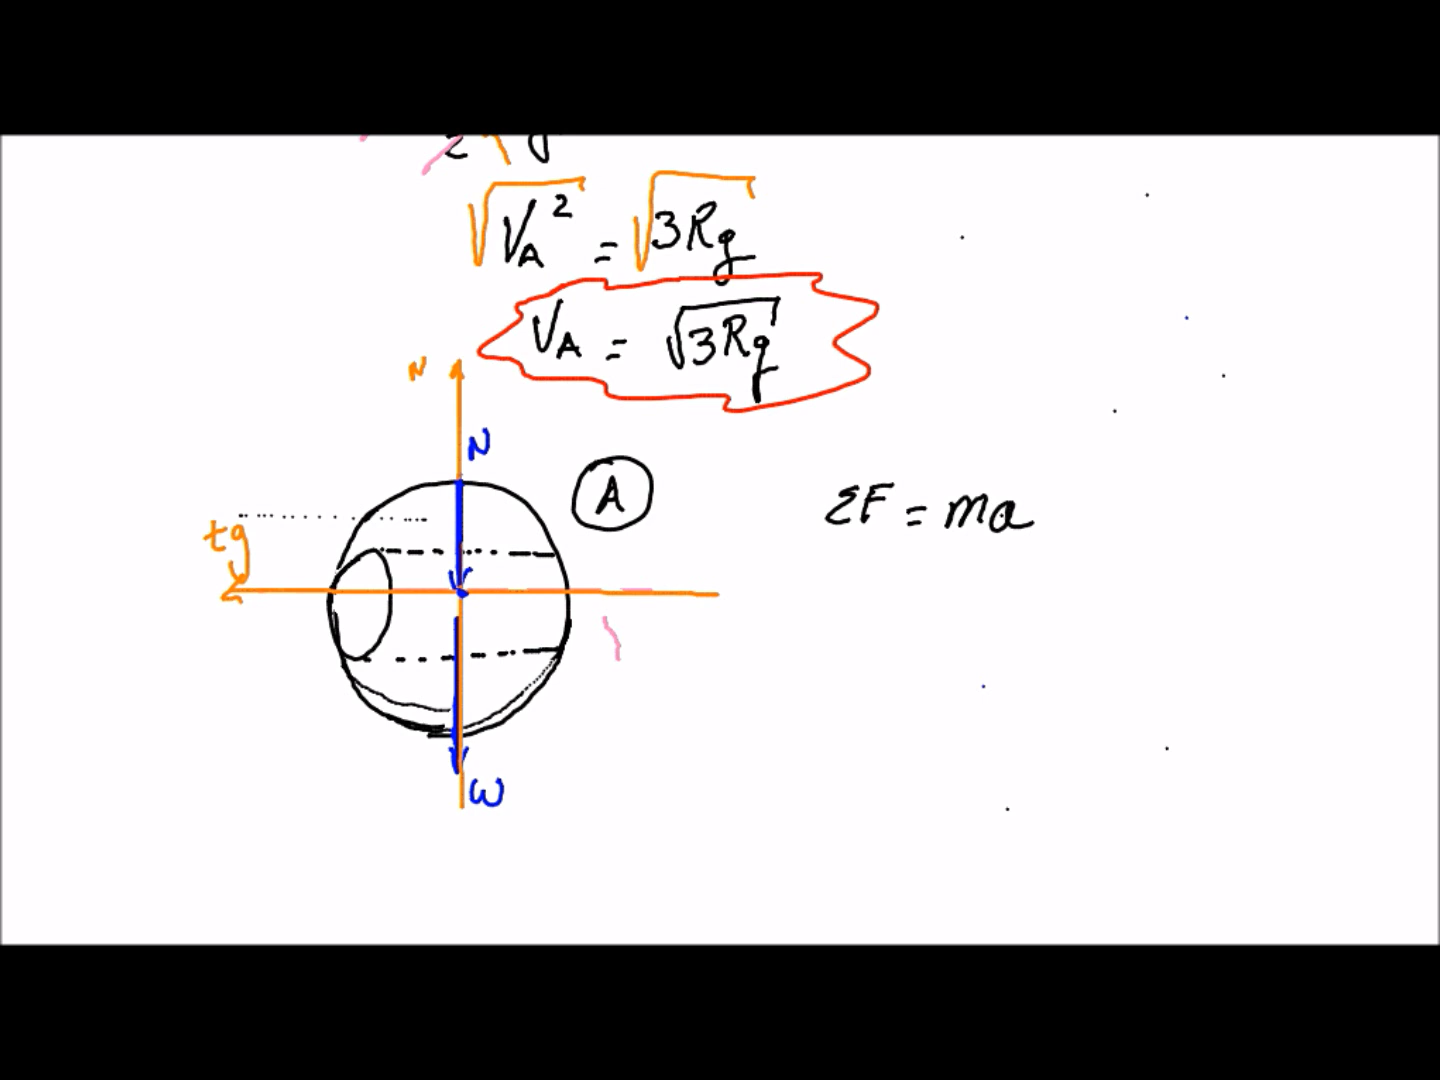 √V_A² = √3Rg
V_A = √3Rg
N
N
A
ΣF = ma
tg
W